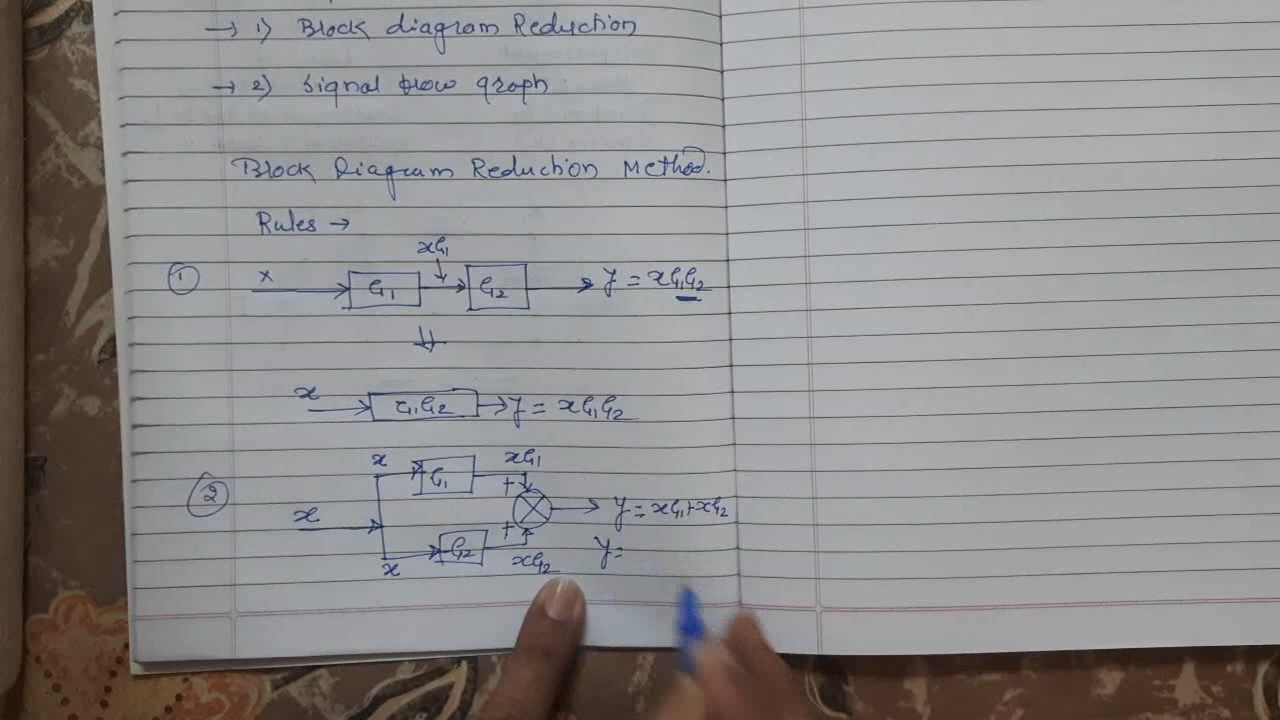 → 1) Block diagram Reduction
→ 2) Signal flow graph
Block Diagram Reduction Method.
Rules →
xG1
① x G1 G2 y = xG1G2
x G1G2 y = xG1G2
x G1 xG1
+
② x y = xG1+xG2
+
x G2 xG2 y=